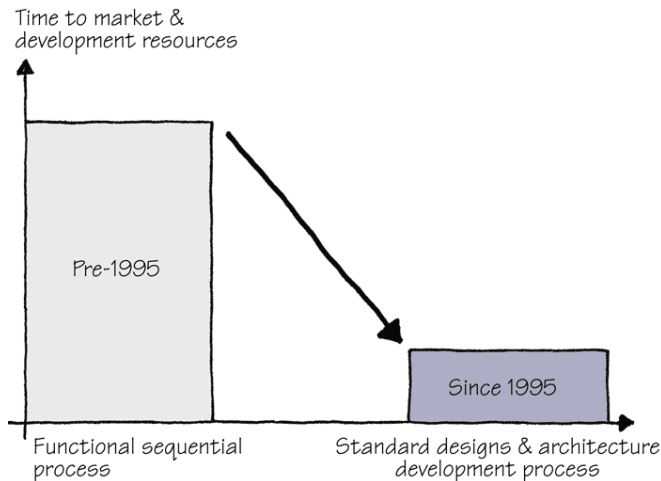 Time to market &
development resources
Pre-1995
Since 1995
Functional sequential
process
Standard designs & architecture
development process